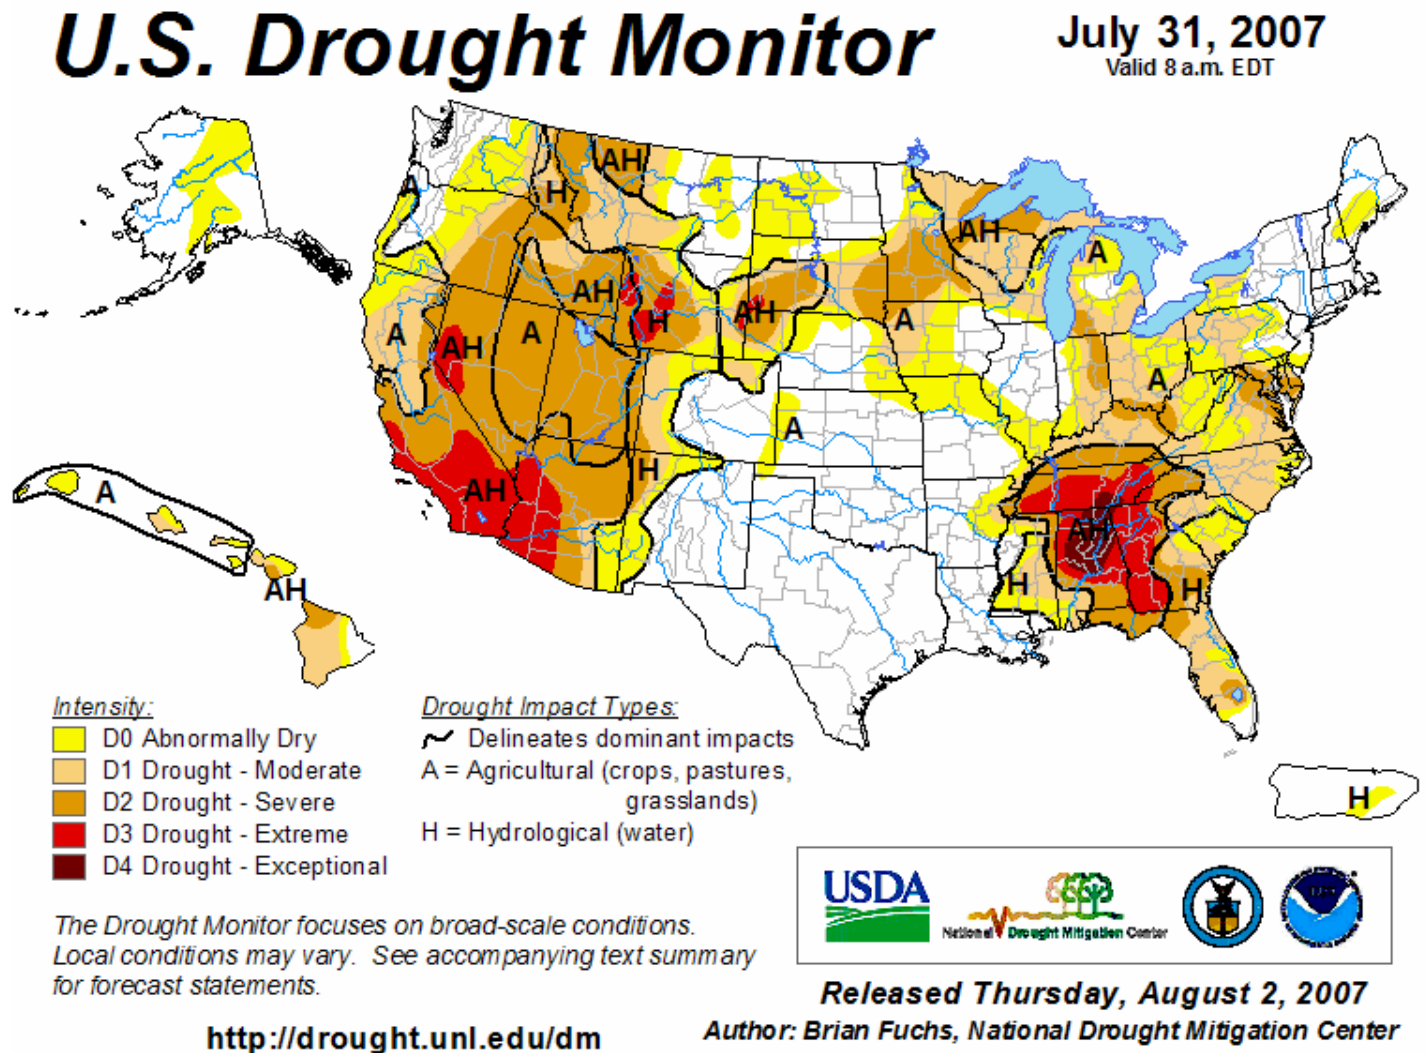 U.S. Drought Monitor
July 31, 2007
Valid 8 a.m. EDT
AH
A
H
AH
A
AH
A
AH
H
AH
A
A
AH
A
A
H
AH
A
AH
H
H
AH
Intensity:
D0 Abnormally Dry
D1 Drought - Moderate
D2 Drought - Severe
D3 Drought - Extreme
D4 Drought - Exceptional
Drought Impact Types:
Delineates dominant impacts
A = Agricultural (crops, pastures,
grasslands)
H = Hydrological (water)
H
USDA
National Drought Mitigation Center
The Drought Monitor focuses on broad-scale conditions.
Local conditions may vary. See accompanying text summary
for forecast statements.
http://drought.unl.edu/dm
Released Thursday, August 2, 2007
Author: Brian Fuchs, National Drought Mitigation Center